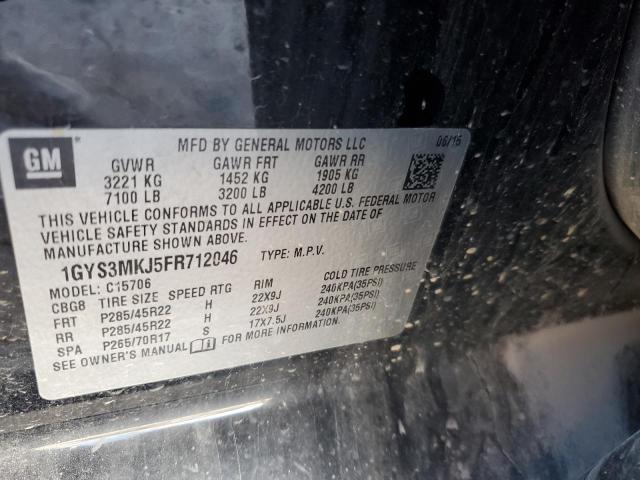 GM
MFD BY GENERAL MOTORS LLC 06/15
GVWR GAWR FRT GAWR RR
3221 KG 1452 KG 1905 KG
7100 LB 3200 LB 4200 LB
THIS VEHICLE CONFORMS TO ALL APPLICABLE U.S. FEDERAL MOTOR
VEHICLE SAFETY STANDARDS IN EFFECT ON THE DATE OF
MANUFACTURE SHOWN ABOVE.
1GYS3MKJ5FR712046 TYPE: M.P.V.
MODEL: C15706
CBG8 TIRE SIZE SPEED RTG RIM COLD TIRE PRESSURE
FRT P285/45R22 H 22X9J 240KPA(35PSI)
RR P285/45R22 H 22X9J 240KPA(35PSI)
SPA P265/70R17 S 17X7.5J 240KPA(35PSI)
SEE OWNER'S MANUAL FOR MORE INFORMATION.